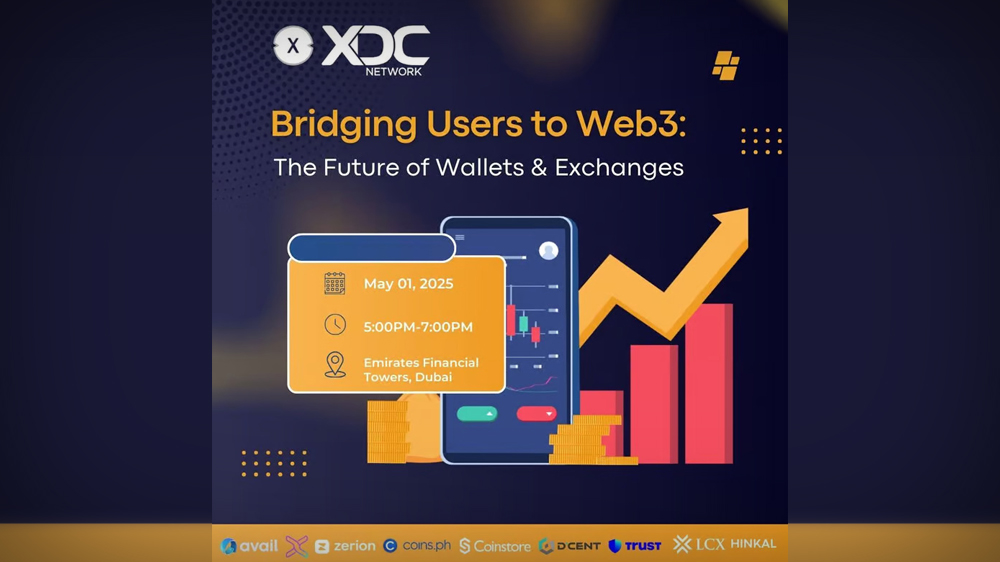 X XDC
NETWORK
Bridging Users to Web3:
The Future of Wallets & Exchanges
May 01, 2025
5:00PM-7:00PM
Emirates Financial
Towers, Dubai
avail zerion coins.ph Coinstore D'CENT TRUST LCX HINKAL